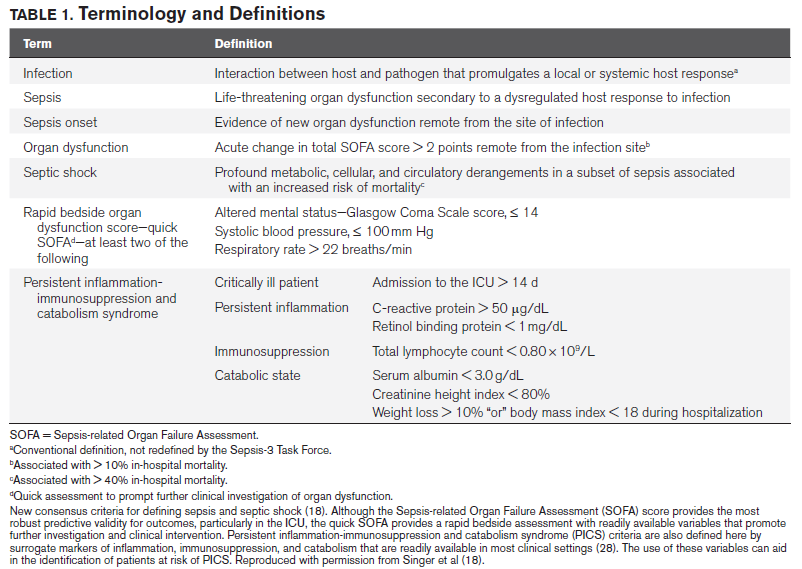 TABLE 1. Terminology and Definitions
Term Definition
Infection Interaction between host and pathogen that promulgates a local or systemic host responseᵃ
Sepsis Life-threatening organ dysfunction secondary to a dysregulated host response to infection
Sepsis onset Evidence of new organ dysfunction remote from the site of infection
Organ dysfunction Acute change in total SOFA score > 2 points remote from the infection siteᵇ
Septic shock Profound metabolic, cellular, and circulatory derangements in a subset of sepsis associated
with an increased risk of mortalityᶜ
Rapid bedside organ Altered mental status—Glasgow Coma Scale score, ≤ 14
dysfunction score—quick Systolic blood pressure, ≤ 100 mm Hg
SOFAᵈ—at least two of the Respiratory rate > 22 breaths/min
following
Persistent inflammation- Critically ill patient Admission to the ICU > 14 d
immunosuppression and Persistent inflammation C-reactive protein > 50 μg/dL
catabolism syndrome Retinol binding protein < 1 mg/dL
Immunosuppression Total lymphocyte count < 0.80 × 10⁹/L
Catabolic state Serum albumin < 3.0 g/dL
Creatinine height index < 80%
Weight loss > 10% “or” body mass index < 18 during hospitalization
SOFA = Sepsis-related Organ Failure Assessment.
ᵃConventional definition, not redefined by the Sepsis-3 Task Force.
ᵇAssociated with > 10% in-hospital mortality.
ᶜAssociated with > 40% in-hospital mortality.
ᵈQuick assessment to prompt further clinical investigation of organ dysfunction.
New consensus criteria for defining sepsis and septic shock (18). Although the Sepsis-related Organ Failure Assessment (SOFA) score provides the most
robust predictive validity for outcomes, particularly in the ICU, the quick SOFA provides a rapid bedside assessment with readily available variables that promote
further investigation and clinical intervention. Persistent inflammation-immunosuppression and catabolism syndrome (PICS) criteria are also defined here by
surrogate markers of inflammation, immunosuppression, and catabolism that are readily available in most clinical settings (28). The use of these variables can aid
in the identification of patients at risk of PICS. Reproduced with permission from Singer et al (18).